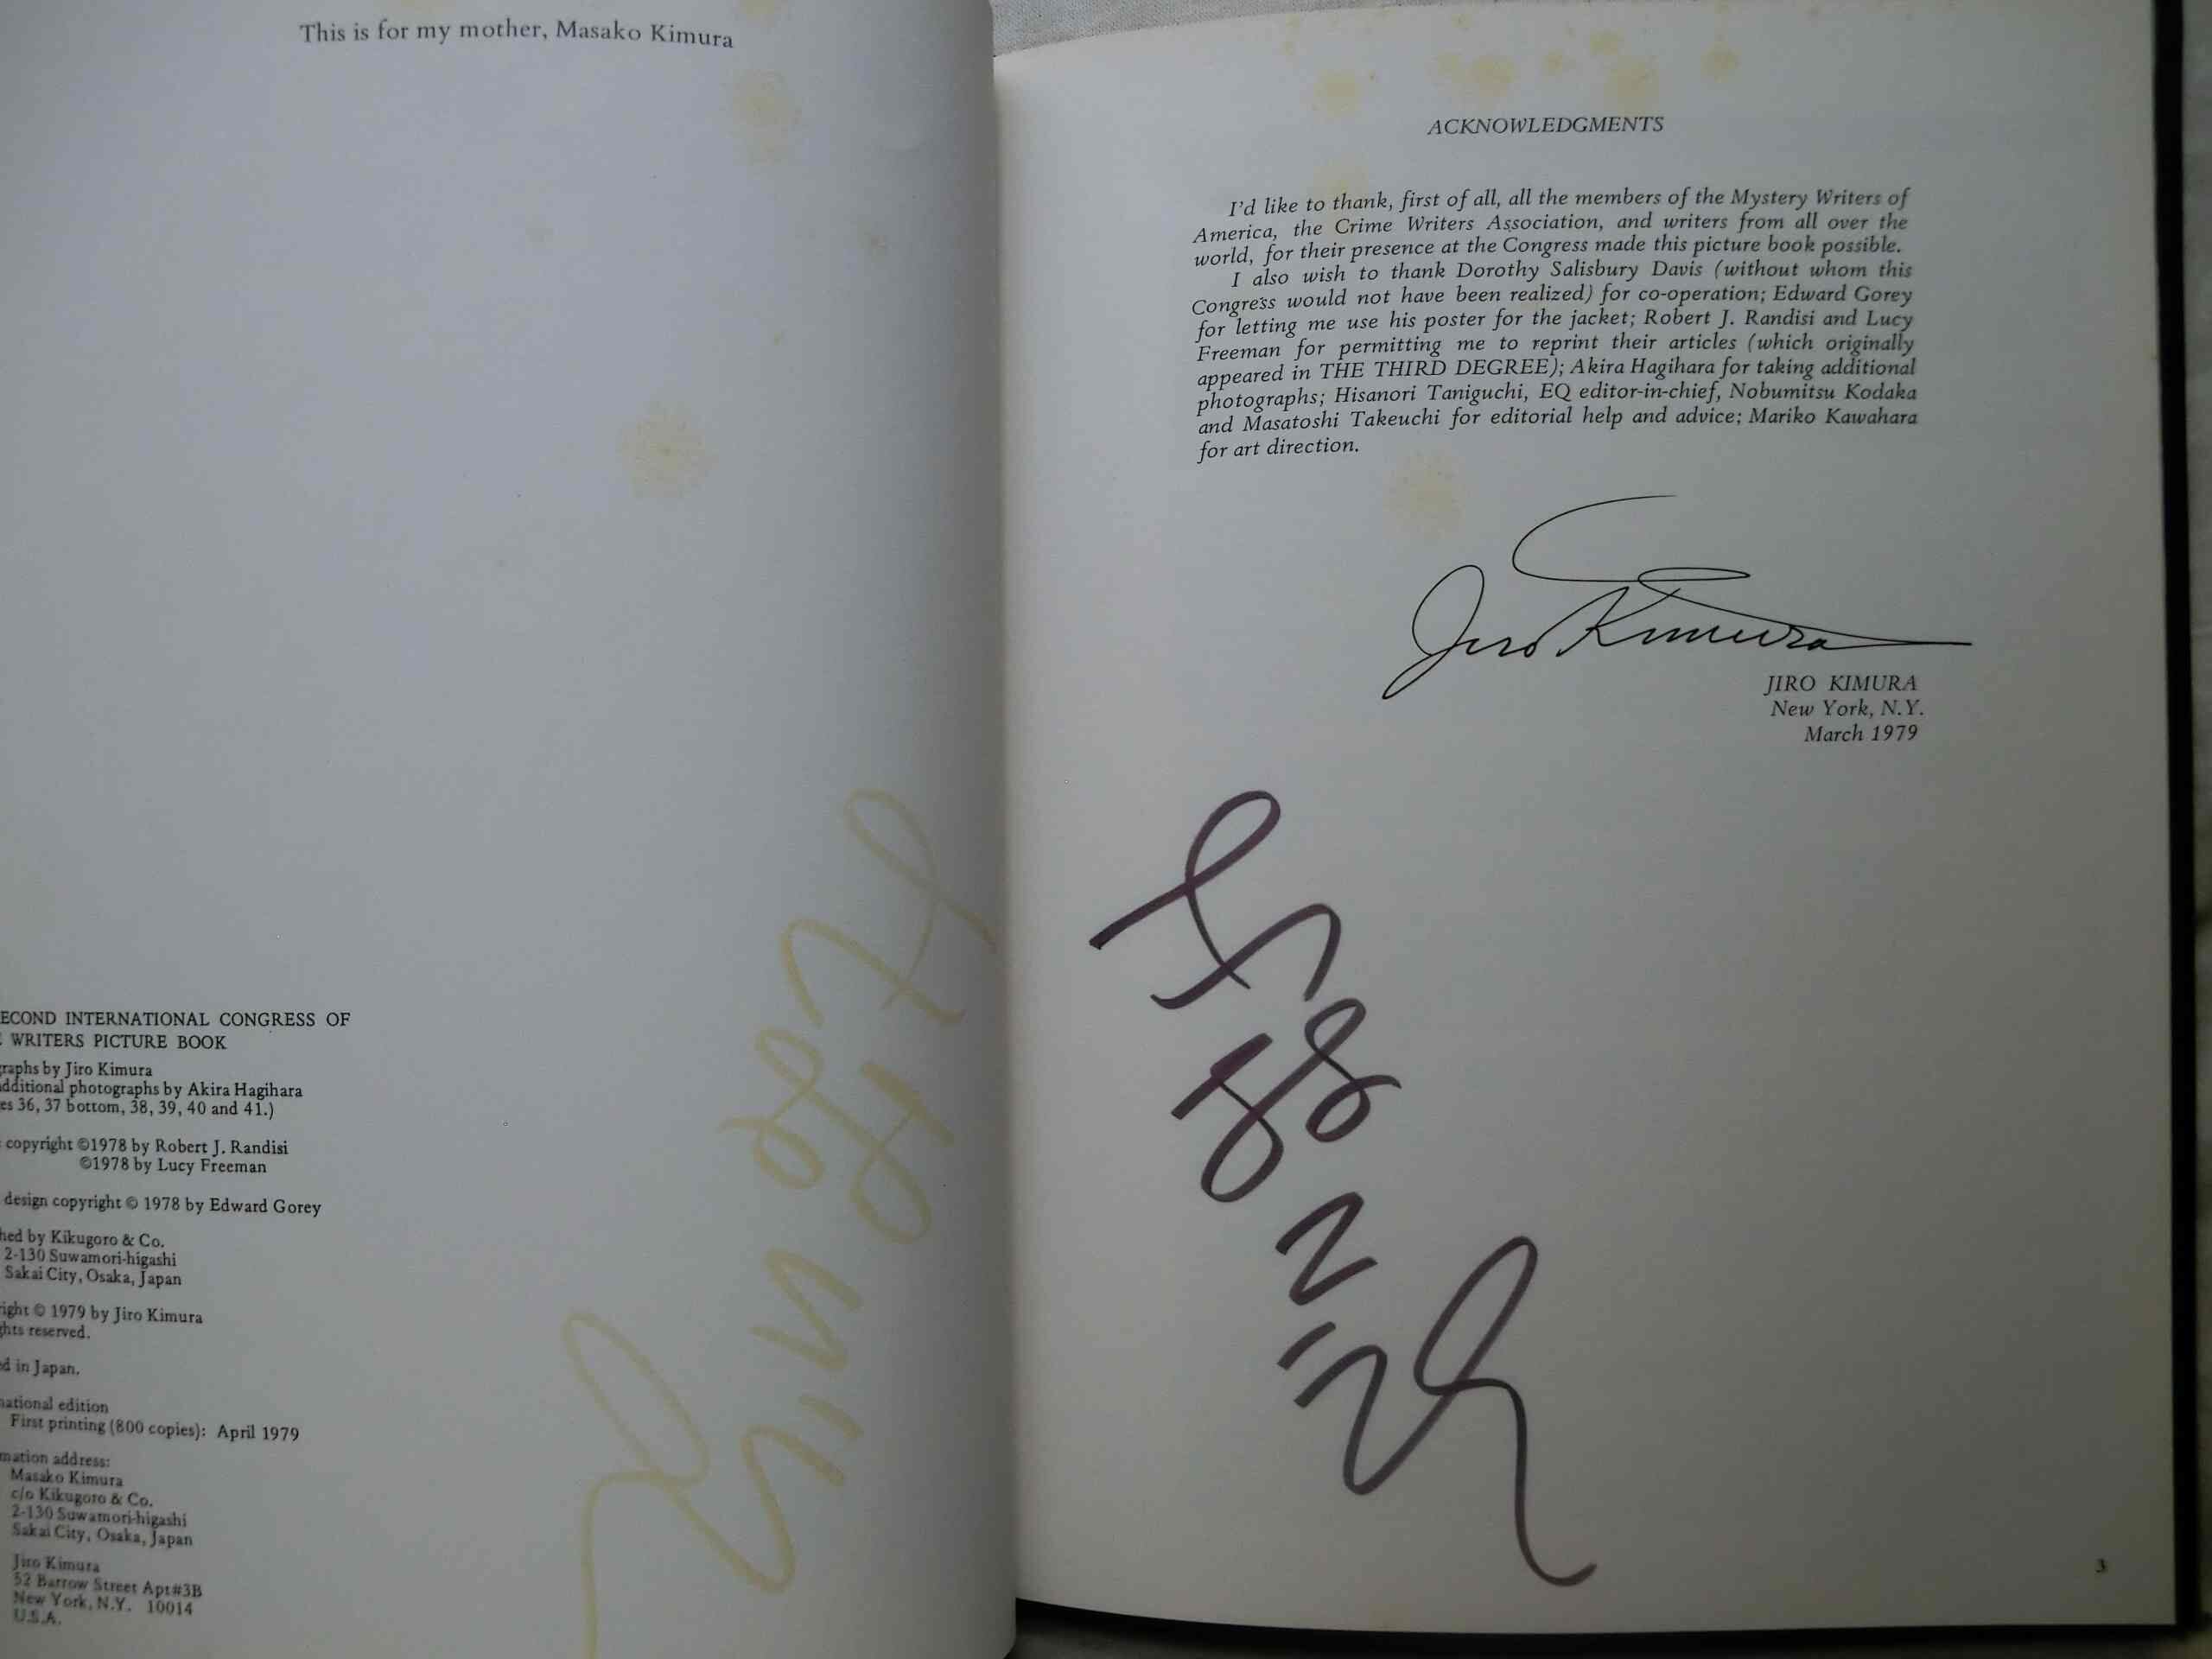 This is for my mother, Masako Kimura
ECOND INTERNATIONAL CONGRESS OF
WRITERS PICTURE BOOK
raphs by Jiro Kimura
dditional photographs by Akira Hagihara
es 36, 37 bottom, 38, 39, 40 and 41.)
copyright ©1978 by Robert J. Randisi
©1978 by Lucy Freeman
design copyright © 1978 by Edward Gorey
hed by Kikugoro & Co.
2-130 Suwamori-higashi
Sakai City, Osaka, Japan
ight © 1979 by Jiro Kimura
ghts reserved.
d in Japan.
national edition
First printing (800 copies): April 1979
mation address:
Masako Kimura
c/o Kikugoro & Co.
2-130 Suwamori-higashi
Sakai City, Osaka, Japan
Jiro Kimura
52 Barrow Street Apt#3B
New York, N.Y. 10014
U.S.A.
ACKNOWLEDGMENTS
I'd like to thank, first of all, all the members of the Mystery Writers of
America, the Crime Writers Association, and writers from all over the
world, for their presence at the Congress made this picture book possible.
I also wish to thank Dorothy Salisbury Davis (without whom this
Congress would not have been realized) for co-operation; Edward Gorey
for letting me use his poster for the jacket; Robert J. Randisi and Lucy
Freeman for permitting me to reprint their articles (which originally
appeared in THE THIRD DEGREE); Akira Hagihara for taking additional
photographs; Hisanori Taniguchi, EQ editor-in-chief, Nobumitsu Kodaka
and Masatoshi Takeuchi for editorial help and advice; Mariko Kawahara
for art direction.
Jiro Kimura
JIRO KIMURA
New York, N.Y.
March 1979
3